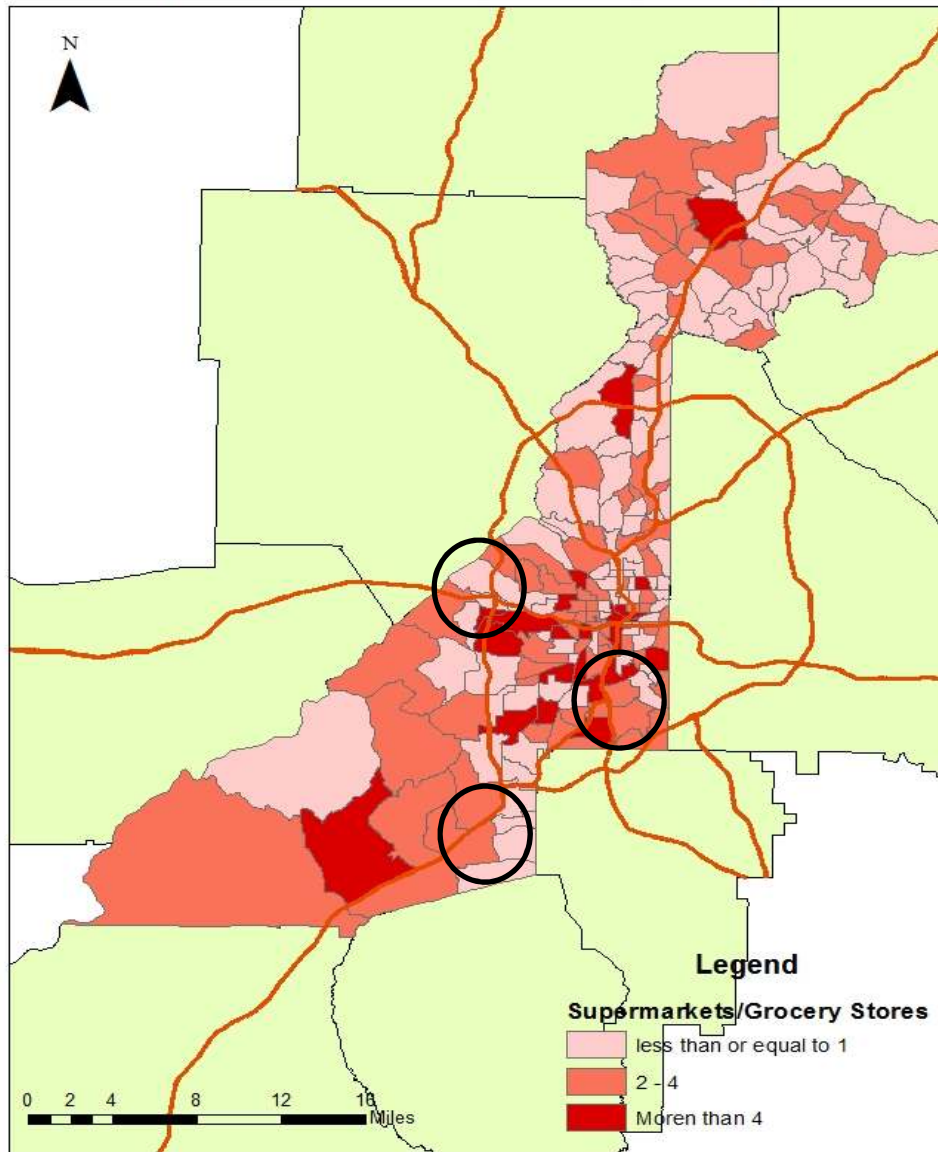 N
Legend
Supermarkets/Grocery Stores
less than or equal to 1
2 - 4
Moren than 4
0 2 4 8 12 16
Miles